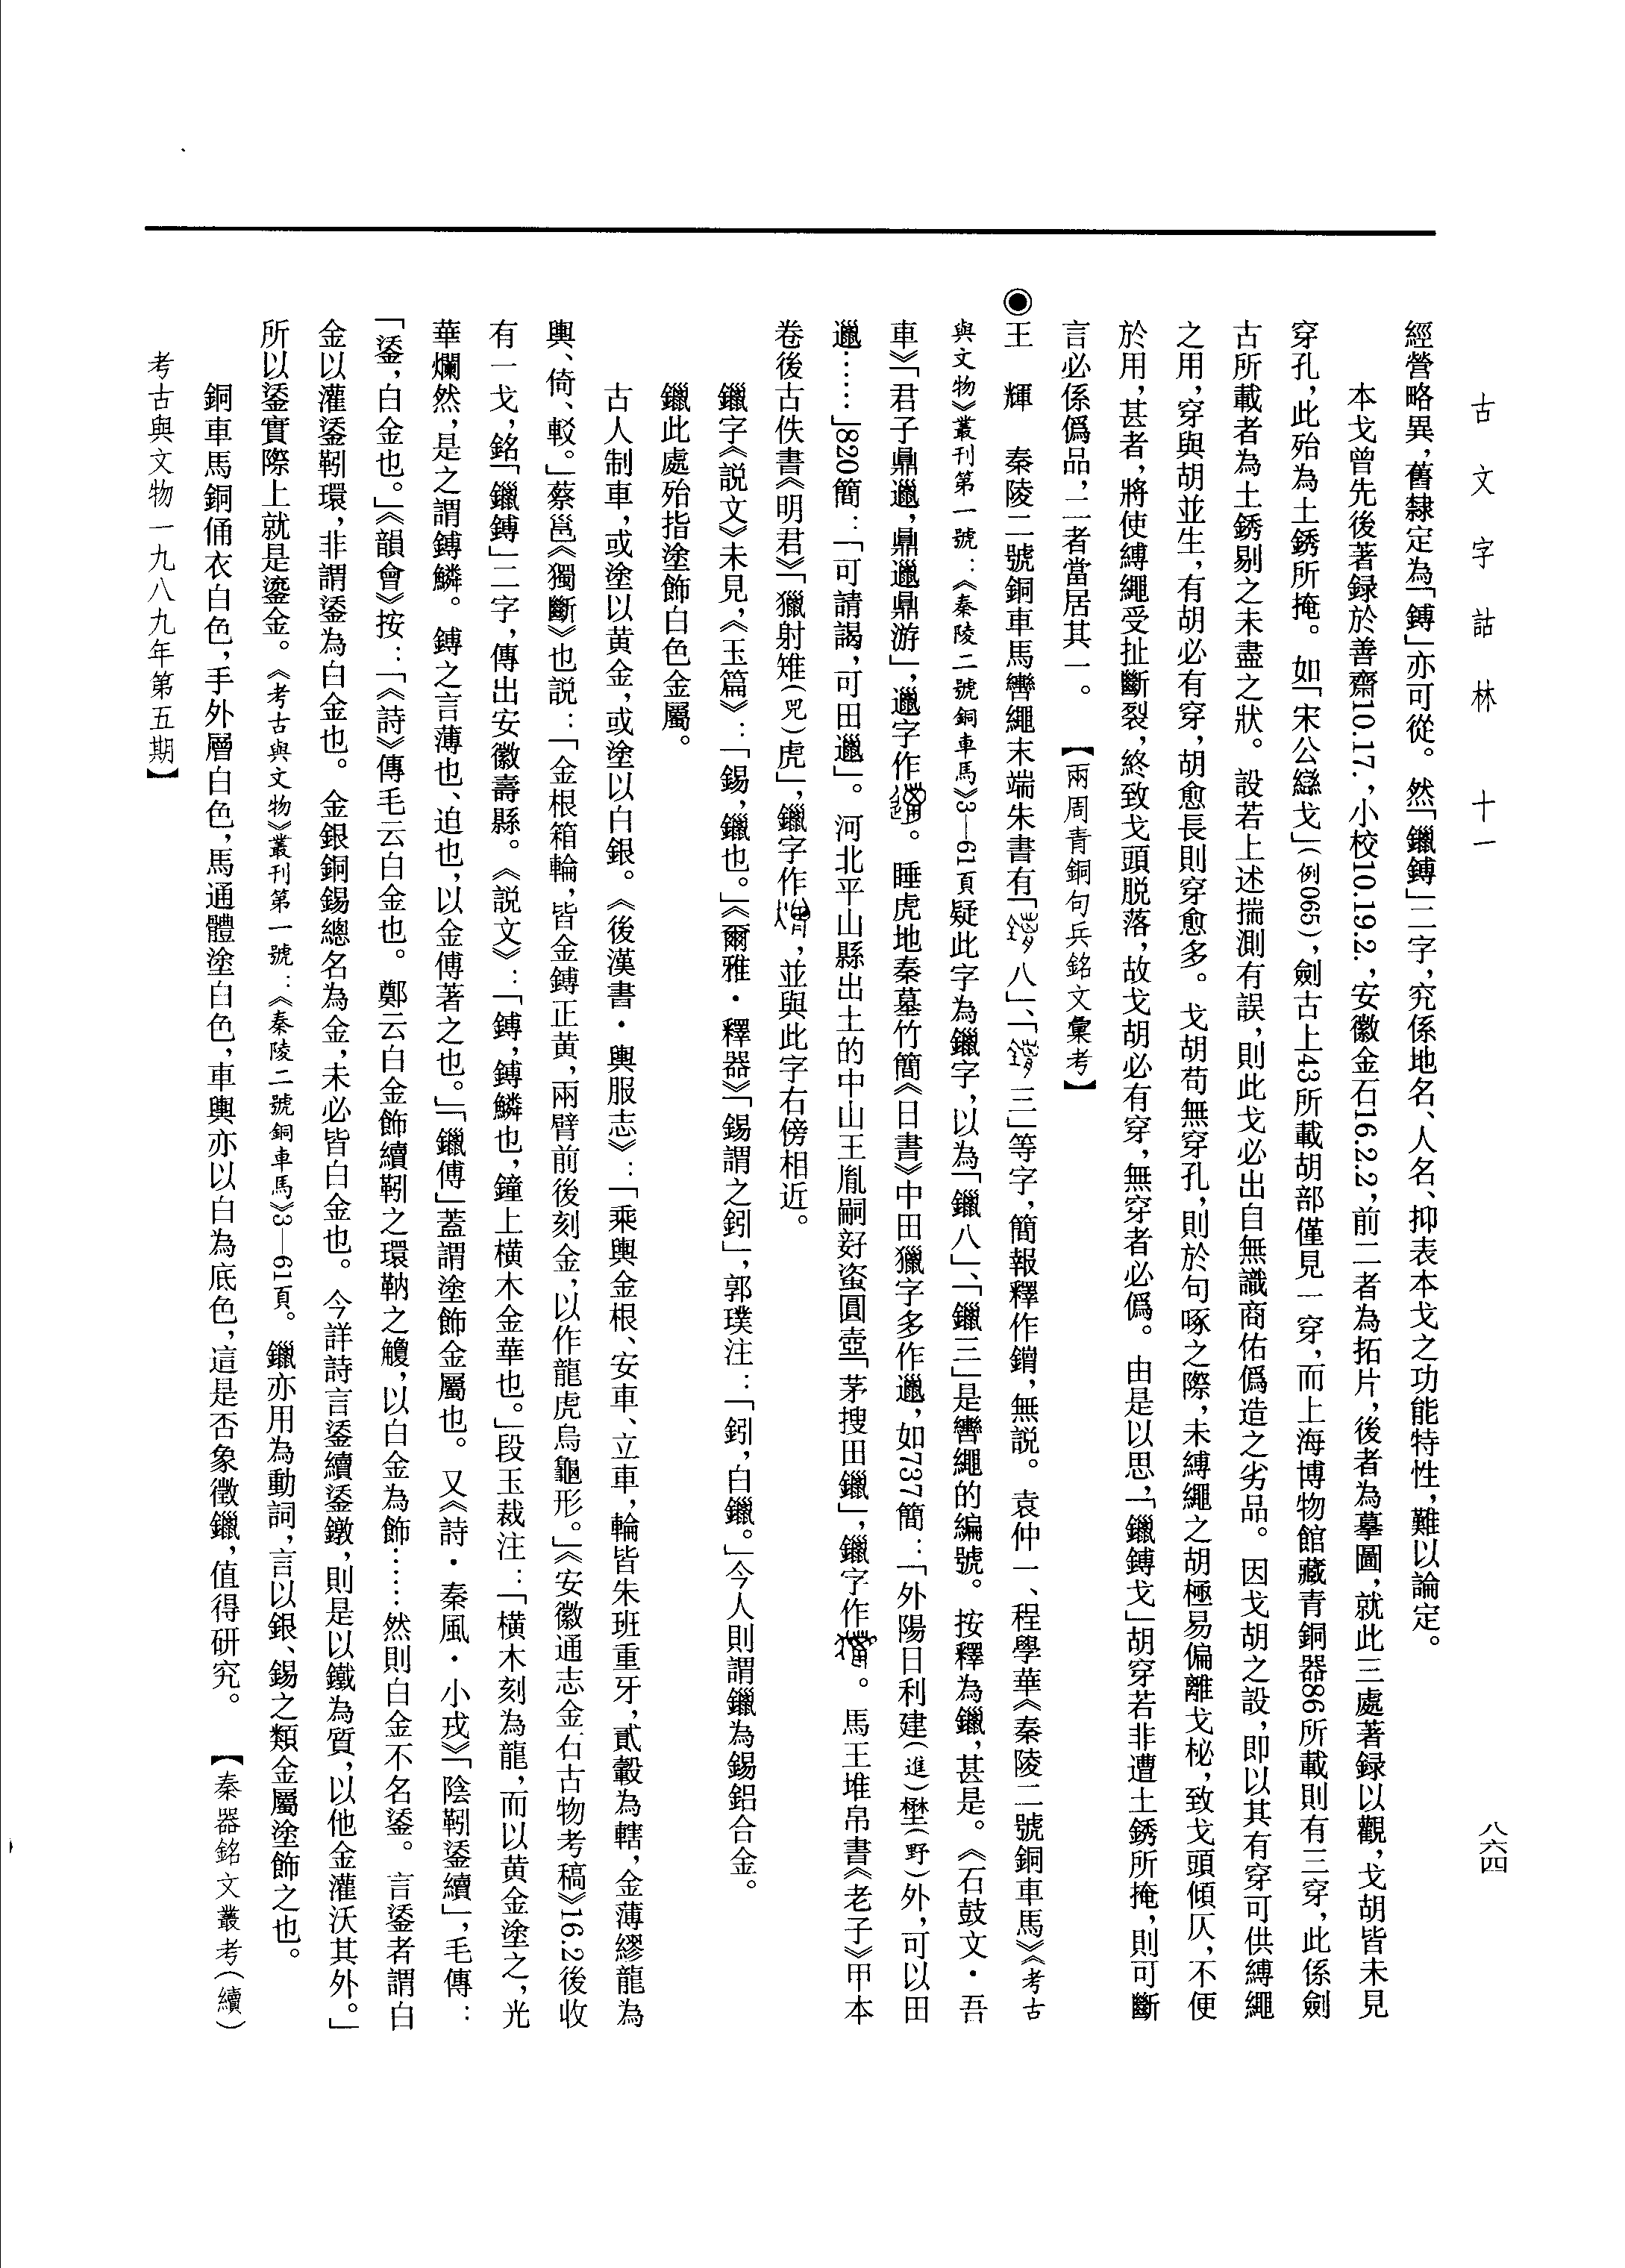 古文字詁林　十一
八六四
經營略異，舊隸定為「鎛」亦可從。然「鑞鎛」二字，究係地名、人名、抑表本戈之功能特性，難以論定。
本戈曾先後著録於善齋10.17.，小校10.19.2.，安徽金石16.2.2，前二者為拓片，後者為摹圖，就此三處著録以觀，戈胡皆未見
穿孔，此殆為土銹所掩。如「宋公䜌戈」(例065)，劍古上43所載胡部僅見一穿，而上海博物館藏青銅器86所載則有三穿，此係劍
古所載者為土銹剔之未盡之狀。設若上述揣測有誤，則此戈必出自無識商佑僞造之劣品。因戈胡之設，即以其有穿可供縛繩
之用，穿與胡並生，有胡必有穿，胡愈長則穿愈多。戈胡苟無穿孔，則於句啄之際，未縛繩之胡極易偏離戈柲，致戈頭傾仄，不便
於用，甚者，將使縛繩受扯斷裂，終致戈頭脱落，故戈胡必有穿，無穿者必僞。由是以思，「鑞鎛戈」胡穿若非遭土銹所掩，則可斷
言必係僞品，二者當居其一。【兩周青銅句兵銘文彙考】
◉王　輝　秦陵二號銅車馬轡繩末端朱書有「八」、「三」等字，簡報釋作錯，無説。袁仲一、程學華《秦陵二號銅車馬》《考古
與文物》叢刊第一號：《秦陵二號銅車馬》3—61頁疑此字為鑞字，以為「鑞八」、「鑞三」是轡繩的編號。按釋為鑞，甚是。《石鼓文・吾
車》「君子鼎邋，鼎邋鼎游」，邋字作。睡虎地秦墓竹簡《日書》中田獵字多作邋，如737簡：「外陽日利建(進)埜(野)外，可以田
邋……」820簡：「可請謁，可田邋」。河北平山縣出土的中山王胤嗣𡚱盗圓壺「茅搜田鑞」，鑞字作。馬王堆帛書《老子》甲本
卷後古佚書《明君》「獵射雉(兕)虎」，鑞字作，並與此字右傍相近。
鑞字《説文》未見，《玉篇》：「錫，鑞也。」《爾雅・釋器》「錫謂之鈏」，郭璞注：「鈏，白鑞。」今人則謂鑞為錫鋁合金。
鑞此處殆指塗飾白色金屬。
古人制車，或塗以黄金，或塗以白銀。《後漢書・輿服志》：「乘輿金根、安車、立車，輪皆朱班重牙，貳轂為轄，金薄繆龍為
輿、倚、較。」蔡邕《獨斷》也説：「金根箱輪，皆金鎛正黄，兩臂前後刻金，以作龍虎烏龜形。」《安徽通志金石古物考稿》16.2後收
有一戈，銘「鑞鎛」二字，傳出安徽壽縣。《説文》：「鎛，鎛鱗也，鐘上横木金華也。」段玉裁注：「横木刻為龍，而以黄金塗之，光
華爛然，是之謂鎛鱗。鎛之言薄也、迫也，以金傅著之也。」「鑞傅」蓋謂塗飾金屬也。又《詩・秦風・小戎》「陰靷鋈續」，毛傳：
「鋈，白金也。」《韻會》按：「《詩》傳毛云白金也。鄭云白金飾續靷之環軜之觼，以白金為飾……然則白金不名鋈。言鋈者謂白
金以灌鋈靷環，非謂鋈為白金也。金銀銅錫總名為金，未必皆白金也。今詳詩言鋈續鋈鐓，則是以鐵為質，以他金灌沃其外。」
所以鋈實際上就是鎏金。《考古與文物》叢刊第一號：《秦陵二號銅車馬》3—61頁。鑞亦用為動詞，言以銀、錫之類金屬塗飾之也。
銅車馬銅俑衣白色，手外層白色，馬通體塗白色，車輿亦以白為底色，這是否象徵鑞，值得研究。【秦器銘文叢考(續)
考古與文物一九八九年第五期】